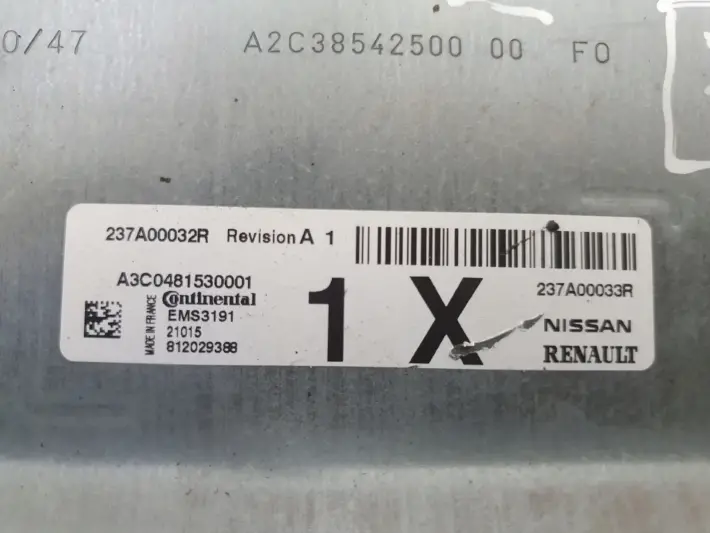 0/47 A2C38542500 00 F0
237A00032R Revision A 1
A3C0481530001
237A00033R
MADE IN FRANCE
Continental
EMS3191
21015
812029388
1 X
NISSAN
RENAULT